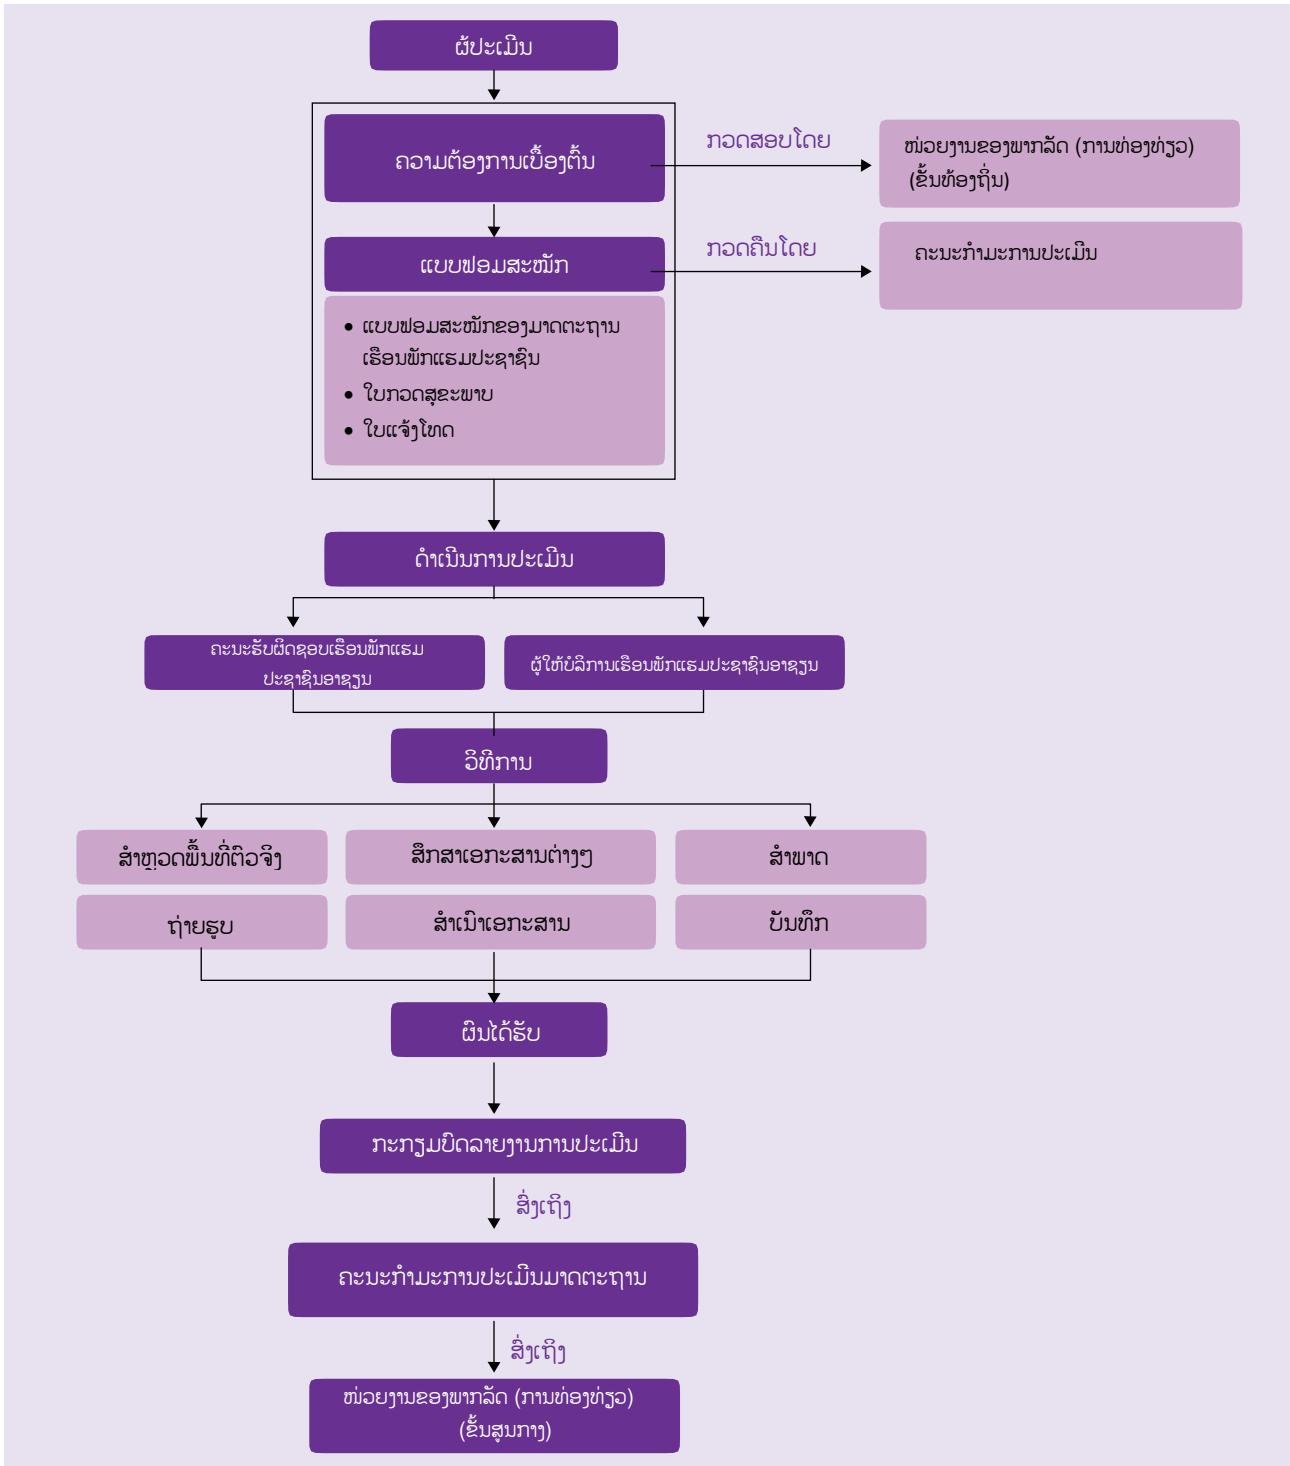 ຜູ້ປະເມີນ
ຄວາມຕ້ອງການເບື້ອງຕົ້ນ
ກວດສອບໂດຍ
ໜ່ວຍງານຂອງພາກລັດ (ການທ່ອງທ່ຽວ)
(ຂັ້ນທ້ອງຖິ່ນ)
ແບບຟອມສະໝັກ
ກວດຄືນໂດຍ
ຄະນະກຳມະການປະເມີນ
• ແບບຟອມສະໝັກຂອງມາດຕະຖານ
ເຮືອນພັກແຮມປະຊາຊົນ
• ໃບກວດສຸຂະພາບ
• ໃບແຈ້ງໂທດ
ດຳເນີນການປະເມີນ
ຄະນະຮັບຜິດຊອບເຮືອນພັກແຮມ
ປະຊາຊົນອາຊຽນ
ຜູ້ໃຫ້ບໍລິການເຮືອນພັກແຮມປະຊາຊົນອາຊຽນ
ວິທີການ
ສຳຫຼວດພື້ນທີ່ຕົວຈິງ
ສຶກສາເອກະສານຕ່າງໆ
ສຳພາດ
ຖ່າຍຮູບ
ສຳເນົາເອກະສານ
ບັນທຶກ
ຜົນໄດ້ຮັບ
ກະກຽມບົດລາຍງານການປະເມີນ
ສົ່ງເຖິງ
ຄະນະກຳມະການປະເມີນມາດຕະຖານ
ສົ່ງເຖິງ
ໜ່ວຍງານຂອງພາກລັດ (ການທ່ອງທ່ຽວ)
(ຂັ້ນສູນກາງ)